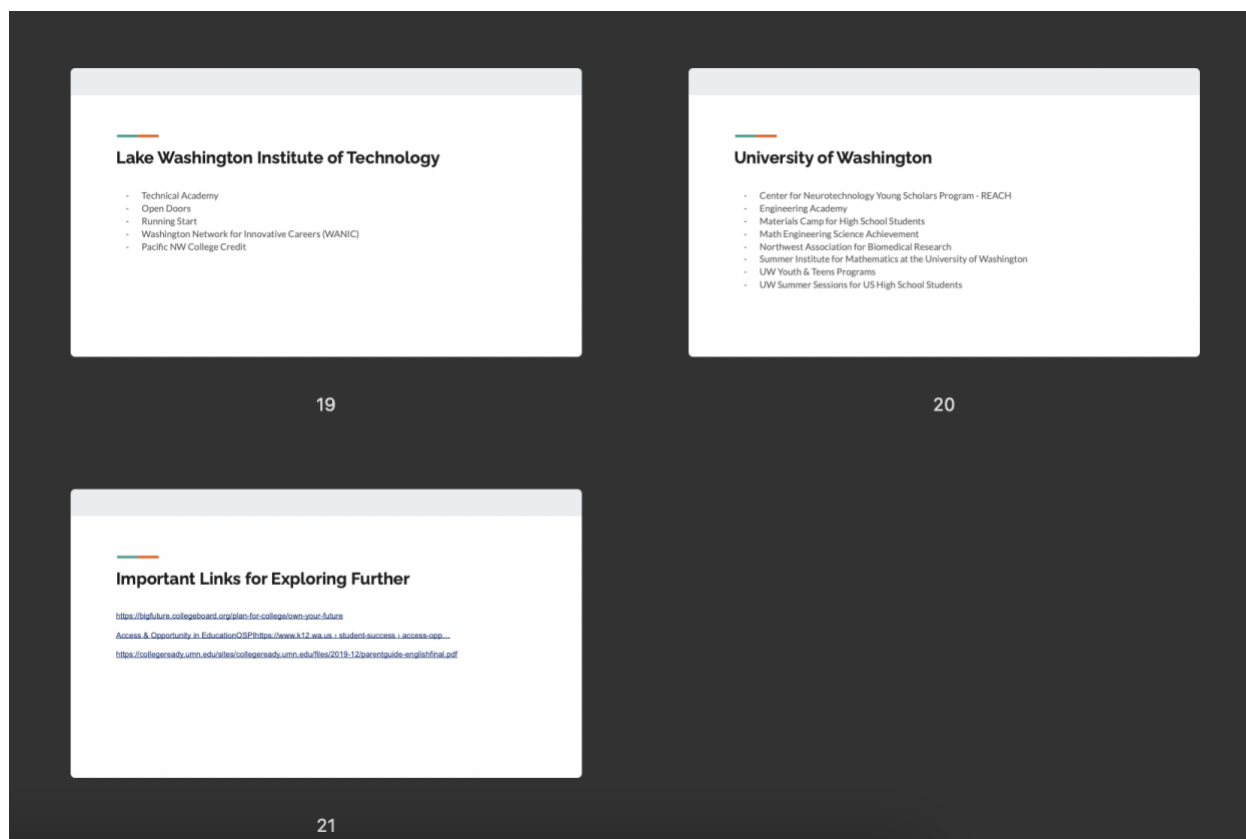 Lake Washington Institute of Technology
- Technical Academy
- Open Doors
- Running Start
- Washington Network for Innovative Careers (WANIC)
- Pacific NW College Credit
19
University of Washington
- Center for Neurotechnology Young Scholars Program - REACH
- Engineering Academy
- Materials Camp for High School Students
- Math Engineering Science Achievement
- Northwest Association for Biomedical Research
- Summer Institute for Mathematics at the University of Washington
- UW Youth & Teens Programs
- UW Summer Sessions for US High School Students
20
Important Links for Exploring Further
https://bigfuture.collegeboard.org/plan-for-college/own-your-future
Access & Opportunity in EducationOSPIhttps://www.k12.wa.us › student-success › access-opp...
https://collegeready.umn.edu/sites/collegeready.umn.edu/files/2019-12/parentguide-englishfinal.pdf
21